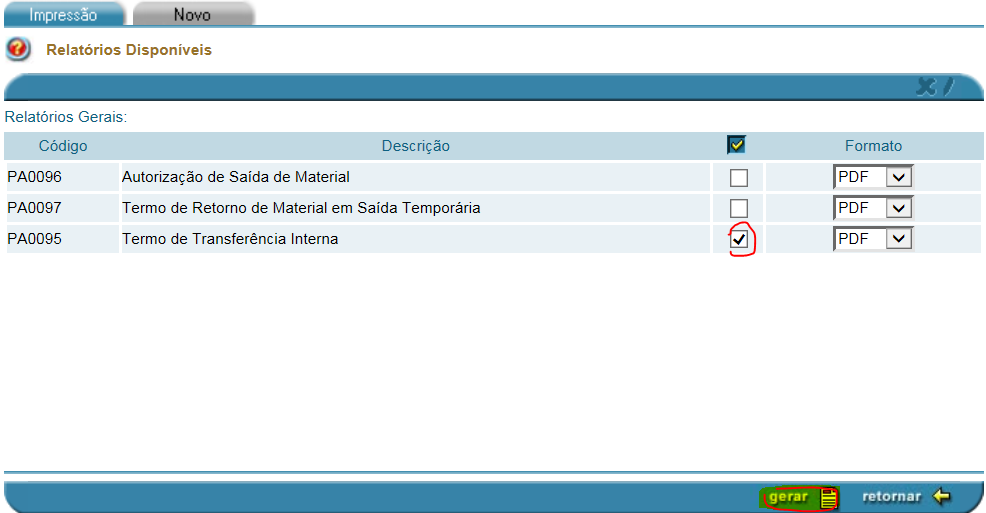 Impressão Novo
Relatórios Disponíveis
Relatórios Gerais:
Código Descrição Formato
PA0096 Autorização de Saída de Material PDF
PA0097 Termo de Retorno de Material em Saída Temporária PDF
PA0095 Termo de Transferência Interna PDF
gerar retornar